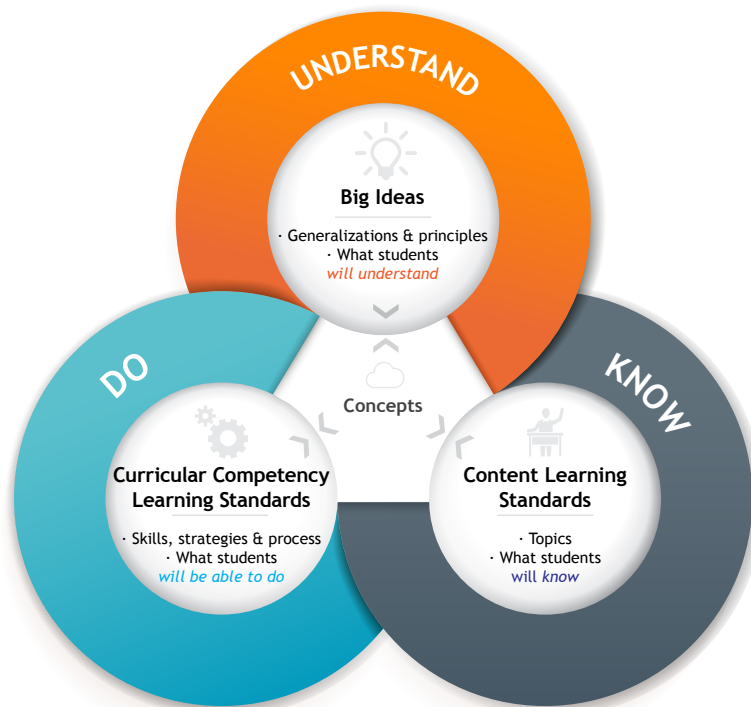 UNDERSTAND
Big Ideas
· Generalizations & principles
· What students
will understand
DO
KNOW
Concepts
Curricular Competency
Learning Standards
· Skills, strategies & process
· What students
will be able to do
Content Learning
Standards
· Topics
· What students
will know